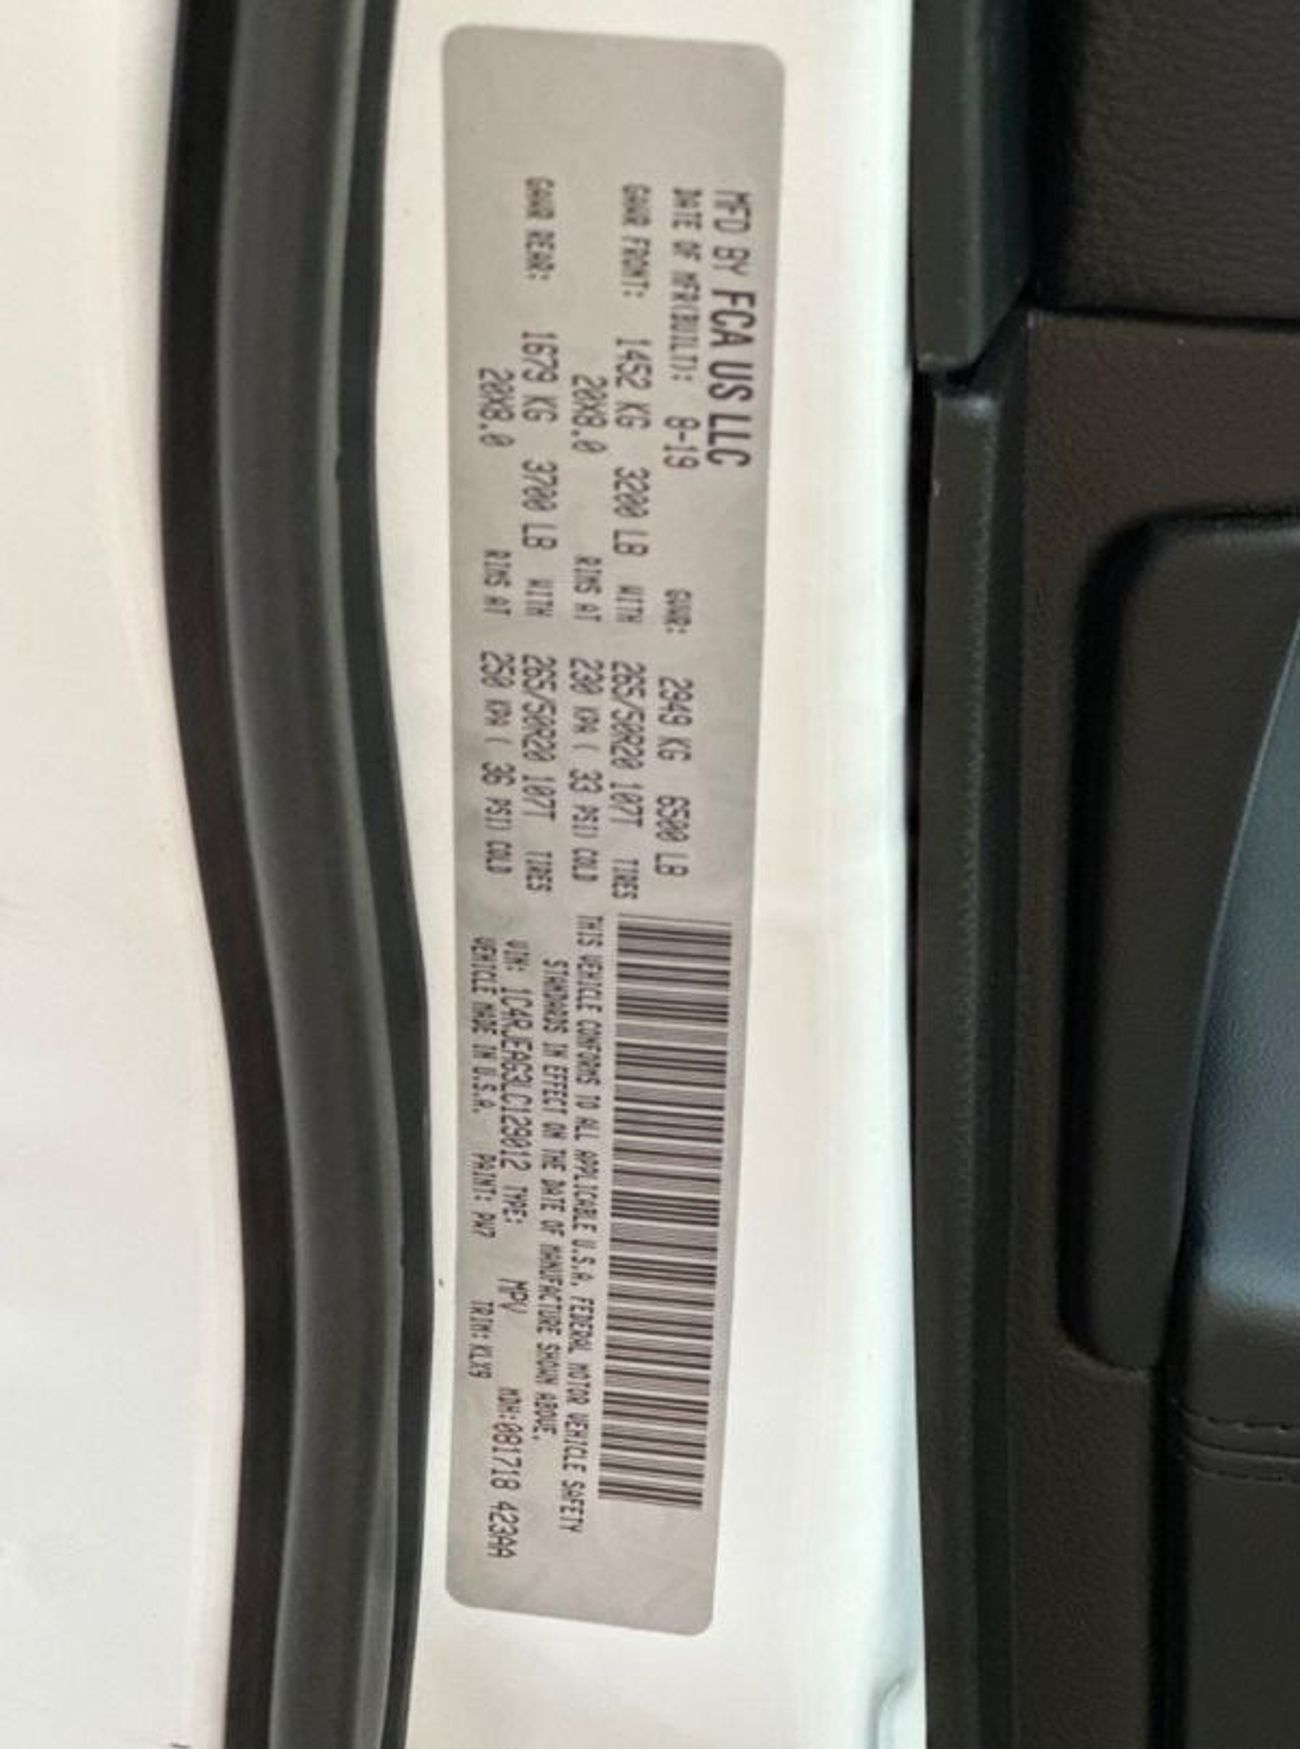 MFD BY FCA US LLC
DATE OF MFR(BUILT): 8-19 GVWR: 2949 KG 6500 LB
GAWR FRONT: 1452 KG 3200 LB WITH 265/50R20 107T TIRES
20X8.0 RIMS AT 230 KPA ( 33 PSI) COLD
GAWR REAR: 1679 KG 3700 LB WITH 265/50R20 107T TIRES
20X8.0 RIMS AT 250 KPA ( 36 PSI) COLD
THIS VEHICLE CONFORMS TO ALL APPLICABLE U.S.A. FEDERAL MOTOR VEHICLE SAFETY
STANDARDS IN EFFECT ON THE DATE OF MANUFACTURE SHOWN ABOVE.
VIN: 1C4RJEAG3LC129012 TYPE: MPV MDH:081718 423AA
VEHICLE MADE IN U.S.A. PAINT: PW7 TRIM:KLX9